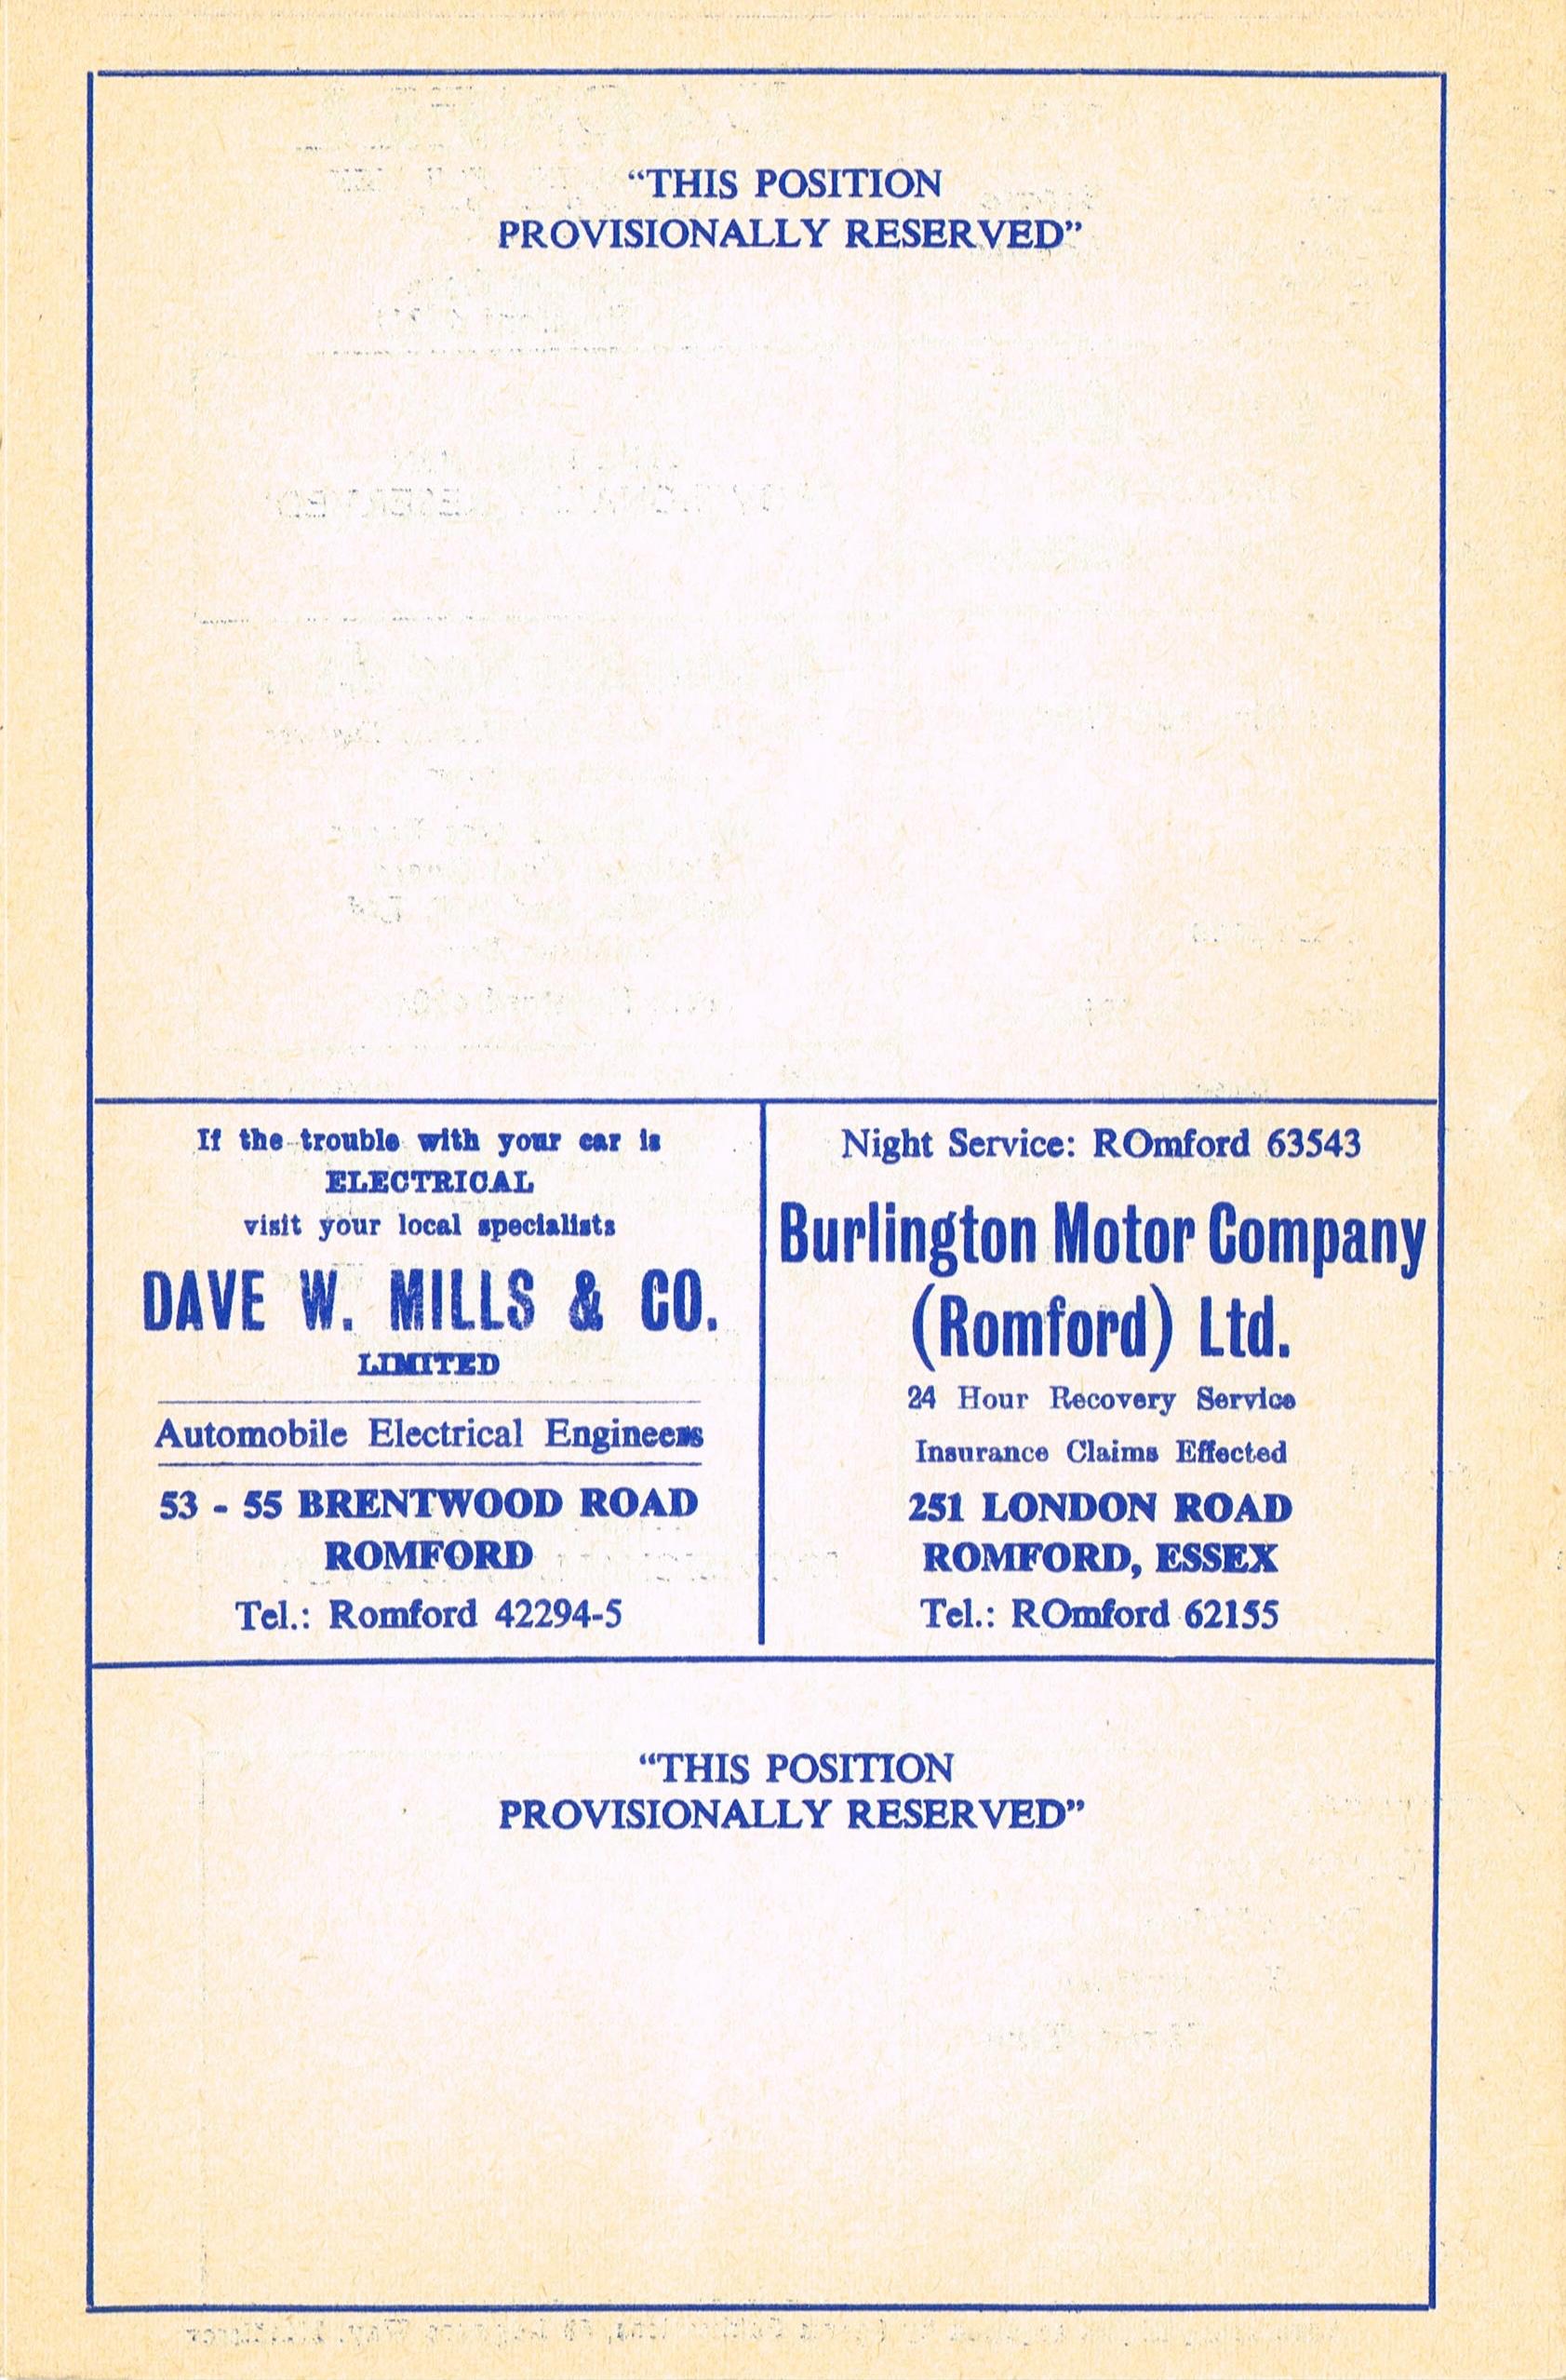 “THIS POSITION
PROVISIONALLY RESERVED”
If the trouble with your car is
ELECTRICAL
visit your local specialists
DAVE W. MILLS & CO.
LIMITED
Automobile Electrical Engineers
53 - 55 BRENTWOOD ROAD
ROMFORD
Tel.: Romford 42294-5
Night Service: ROmford 63543
Burlington Motor Company
(Romford) Ltd.
24 Hour Recovery Service
Insurance Claims Effected
251 LONDON ROAD
ROMFORD, ESSEX
Tel.: ROmford 62155
“THIS POSITION
PROVISIONALLY RESERVED”